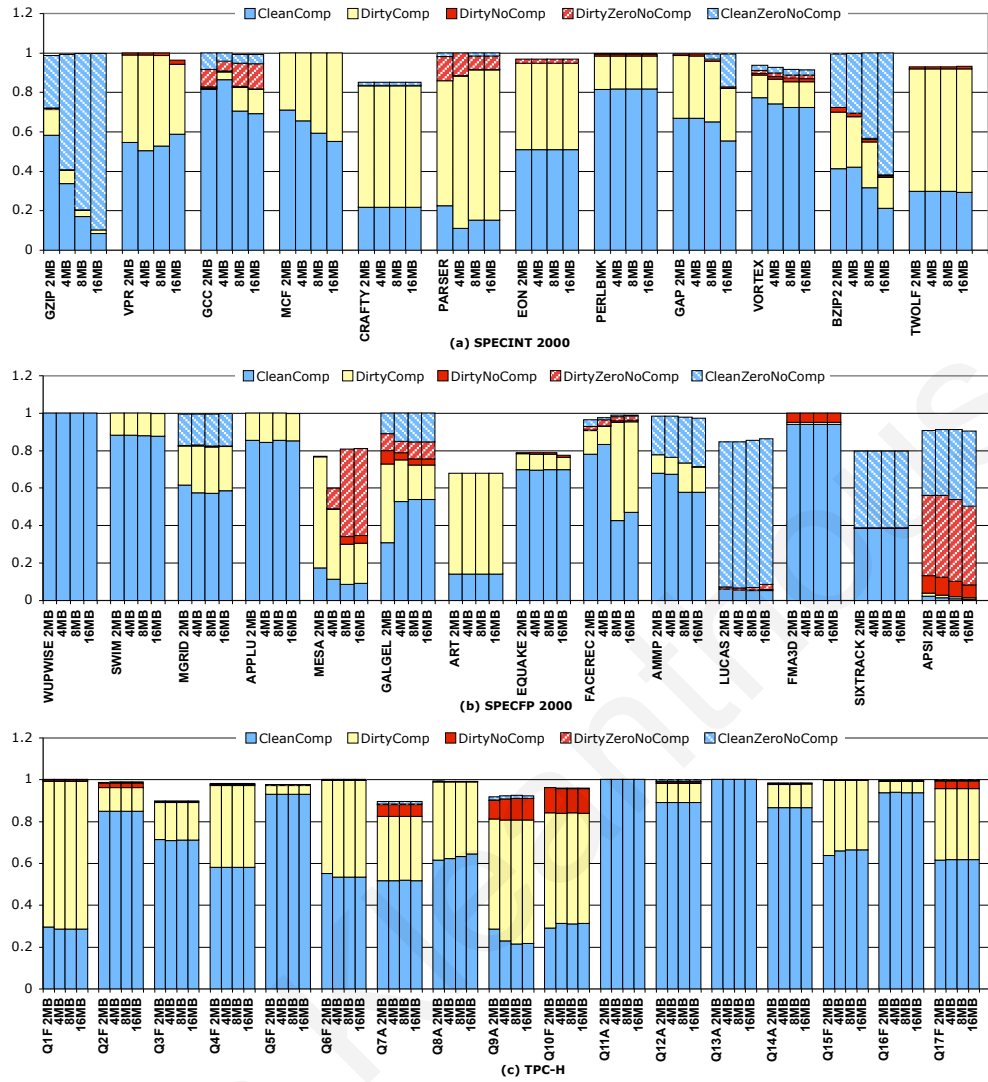 CleanComp DirtyComp DirtyNoComp DirtyZeroNoComp CleanZeroNoComp
1.2
1
0.8
0.6
0.4
0.2
0
GZIP 2MB 4MB 8MB 16MB VPR 2MB 4MB 8MB 16MB GCC 2MB 4MB 8MB 16MB MCF 2MB 4MB 8MB 16MB CRAFTY 2MB 4MB 8MB 16MB PARSER 4MB 8MB 16MB EON 2MB 4MB 8MB 16MB PERLBMK 4MB 8MB 16MB GAP 2MB 4MB 8MB 16MB VORTEX 4MB 8MB 16MB BZIP2 2MB 4MB 8MB 16MB TWOLF 2MB 4MB 8MB 16MB
(a) SPECINT 2000
CleanComp DirtyComp DirtyNoComp DirtyZeroNoComp CleanZeroNoComp
1.2
1
0.8
0.6
0.4
0.2
0
WUPWISE 2MB 4MB 8MB 16MB SWIM 2MB 4MB 8MB 16MB MGRID 2MB 4MB 8MB 16MB APPLU 2MB 4MB 8MB 16MB MESA 2MB 4MB 8MB 16MB GALGEL 2MB 4MB 8MB 16MB ART 2MB 4MB 8MB 16MB EQUAKE 2MB 4MB 8MB 16MB FACEREC 2MB 4MB 8MB 16MB AMMP 2MB 4MB 8MB 16MB LUCAS 2MB 4MB 8MB 16MB FMA3D 2MB 4MB 8MB 16MB SIXTRACK 2MB 4MB 8MB 16MB APSI 2MB 4MB 8MB 16MB
(b) SPECFP 2000
CleanComp DirtyComp DirtyNoComp DirtyZeroNoComp CleanZeroNoComp
1.2
1
0.8
0.6
0.4
0.2
0
Q1F 2MB 4MB 8MB 16MB Q2F 2MB 4MB 8MB 16MB Q3F 2MB 4MB 8MB 16MB Q4F 2MB 4MB 8MB 16MB Q5F 2MB 4MB 8MB 16MB Q6F 2MB 4MB 8MB 16MB Q7A 2MB 4MB 8MB 16MB Q8A 2MB 4MB 8MB 16MB Q9A 2MB 4MB 8MB 16MB Q10F 2MB 4MB 8MB 16MB Q11A 2MB 4MB 8MB 16MB Q12A 2MB 4MB 8MB 16MB Q13A 2MB 4MB 8MB 16MB Q14A 2MB 4MB 8MB 16MB Q15F 2MB 4MB 8MB 16MB Q16F 2MB 4MB 8MB 16MB Q17F 2MB 4MB 8MB 16MB
(c) TPC-H